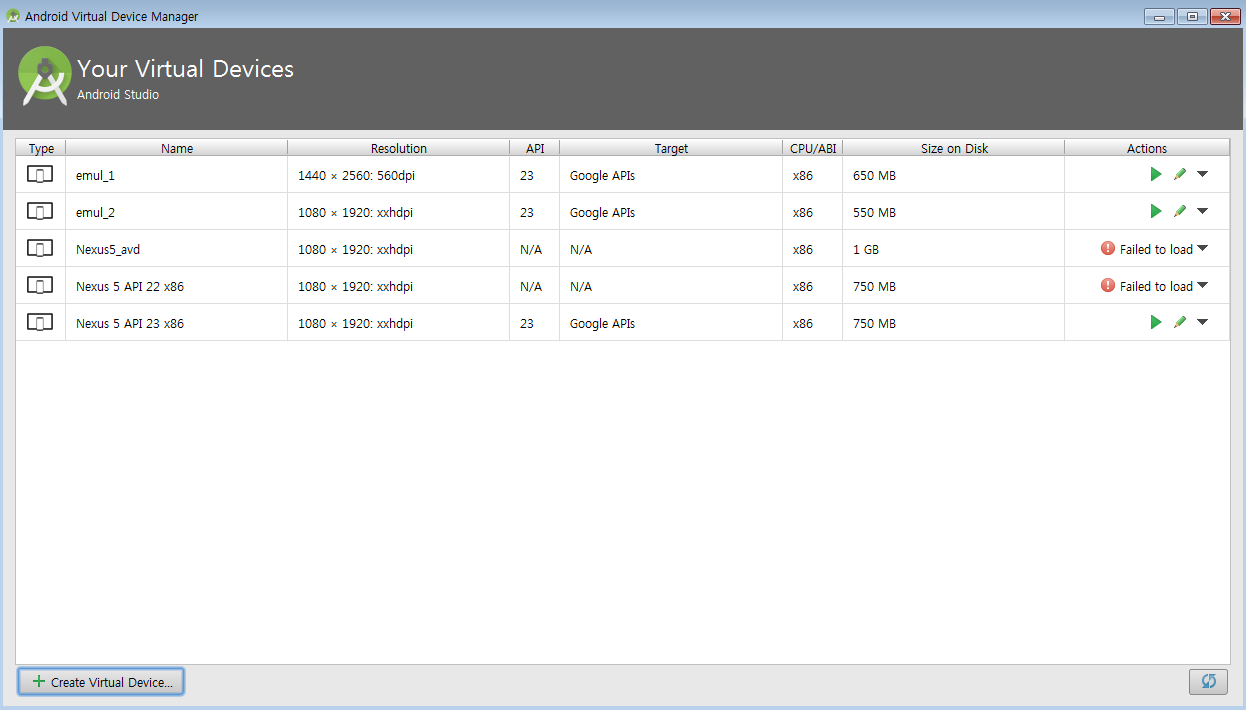 Android Virtual Device Manager
Your Virtual Devices
Android Studio
Type Name Resolution API Target CPU/ABI Size on Disk Actions
emul_1 1440 × 2560: 560dpi 23 Google APIs x86 650 MB
emul_2 1080 × 1920: xxhdpi 23 Google APIs x86 550 MB
Nexus5_avd 1080 × 1920: xxhdpi N/A N/A x86 1 GB Failed to load
Nexus 5 API 22 x86 1080 × 1920: xxhdpi N/A N/A x86 750 MB Failed to load
Nexus 5 API 23 x86 1080 × 1920: xxhdpi 23 Google APIs x86 750 MB
Create Virtual Device...